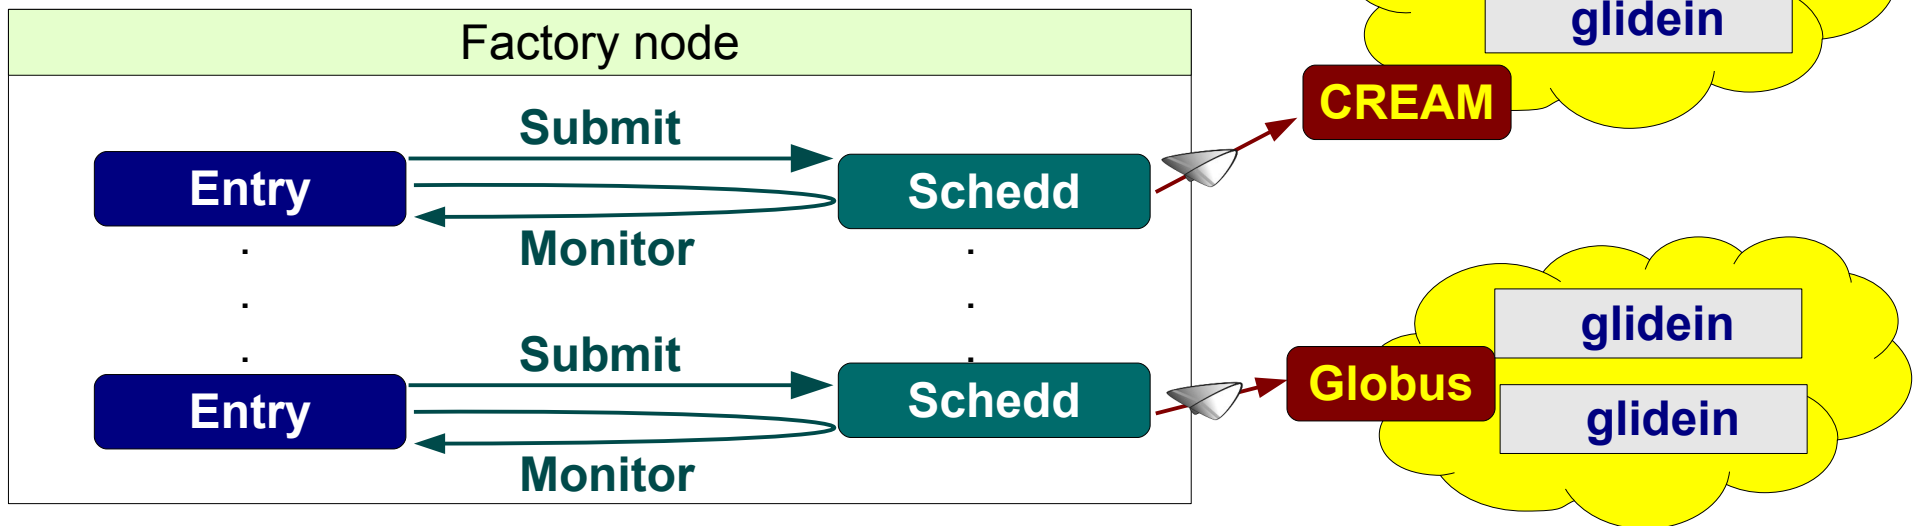 glidein
Factory node
CREAM
Submit
Entry
Schedd
Monitor
.
.
.
.
.
.
glidein
Submit
Globus
Entry
Schedd
glidein
Monitor